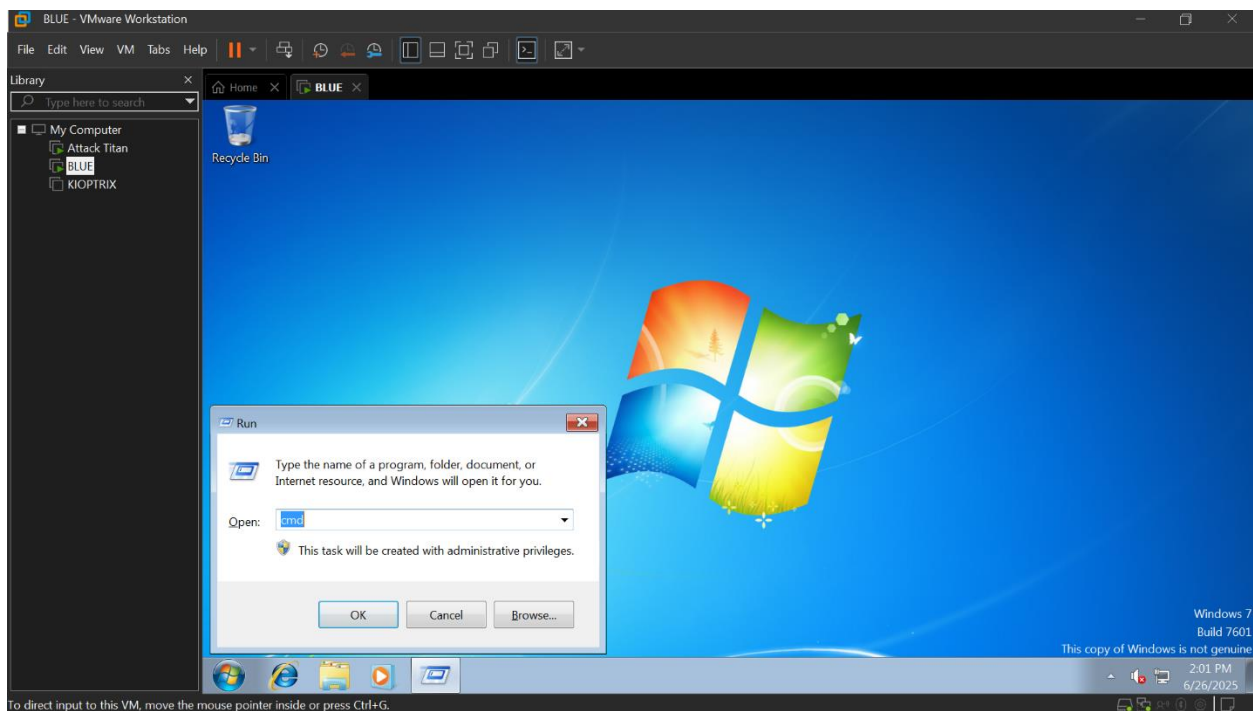 BLUE - VMware Workstation
File Edit View VM Tabs Help
Library
Type here to search
My Computer
Attack Titan
BLUE
KIOPTRIX
Home
BLUE
Recycle Bin
Run
Type the name of a program, folder, document, or
Internet resource, and Windows will open it for you.
Open: cmd
This task will be created with administrative privileges.
OK Cancel Browse...
Windows 7
Build 7601
This copy of Windows is not genuine
2:01 PM
6/26/2025
To direct input to this VM, move the mouse pointer inside or press Ctrl+G.